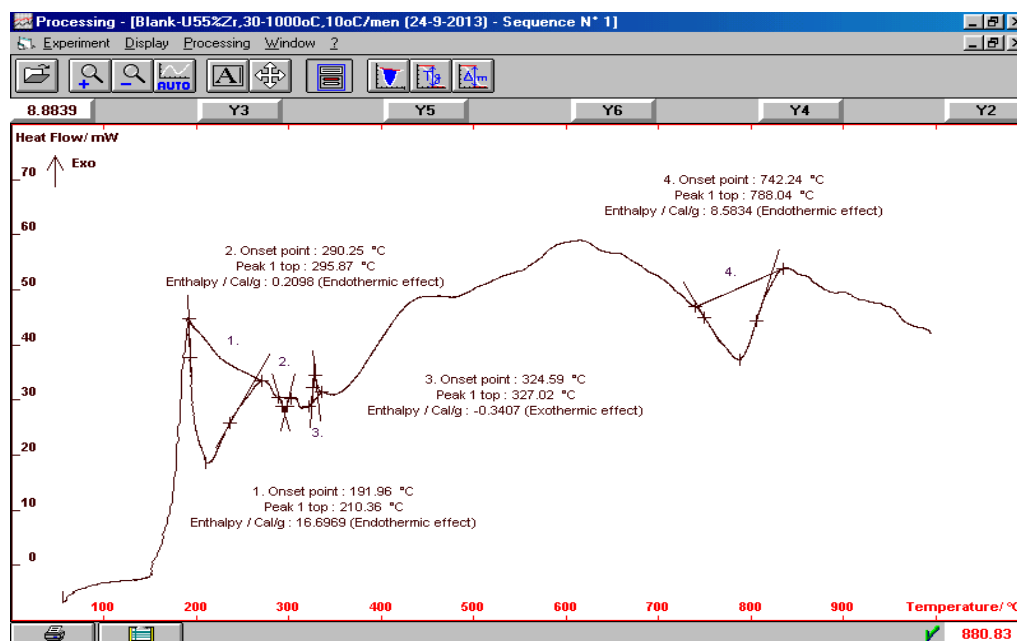 Processing - [Blank-U55%Zr,30-1000oC,10oC/men (24-9-2013) - Sequence N° 1]
Experiment Display Processing Window ?
AUTO A Tg Δm
8.8839 Y3 Y5 Y6 Y4 Y2
Heat Flow/ mW
Exo
70
60
50
40
30
20
10
0
4. Onset point : 742.24 °C
Peak 1 top : 788.04 °C
Enthalpy / Cal/g : 8.5834 (Endothermic effect)
2. Onset point : 290.25 °C
Peak 1 top : 295.87 °C
Enthalpy / Cal/g : 0.2098 (Endothermic effect)
4.
1.
2.
3.
3. Onset point : 324.59 °C
Peak 1 top : 327.02 °C
Enthalpy / Cal/g : -0.3407 (Exothermic effect)
1. Onset point : 191.96 °C
Peak 1 top : 210.36 °C
Enthalpy / Cal/g : 16.6969 (Endothermic effect)
100 200 300 400 500 600 700 800 900 Temperature/ °C
880.83